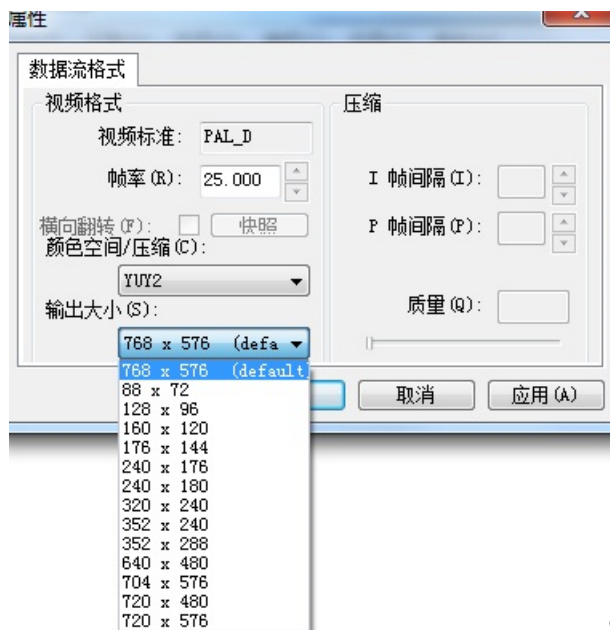 属性
数据流格式
视频格式
视频标准: PAL_D
帧率(R): 25.000
横向翻转(F): 快照
颜色空间/压缩(C):
YUY2
输出大小(S):
768 x 576 (defa
768 x 576 (default
88 x 72
128 x 96
160 x 120
176 x 144
240 x 176
240 x 180
320 x 240
352 x 240
352 x 288
640 x 480
704 x 576
720 x 480
720 x 576
压缩
I 帧间隔(I):
P 帧间隔(P):
质量(Q):
取消 应用(A)